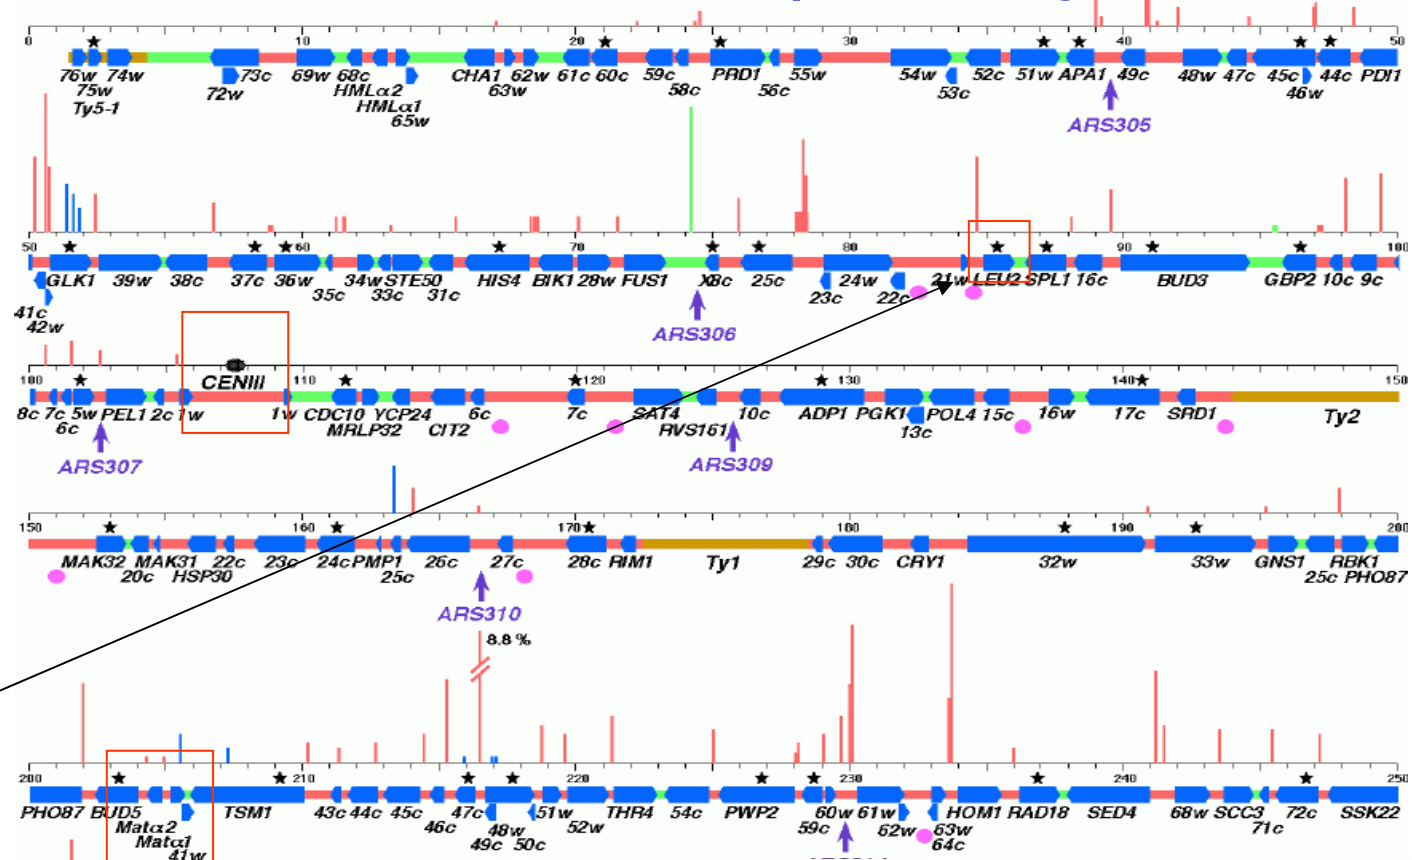 0 10 20 30 40 50
76w 74w 73c 69w 68c CHA1 62w 61c 60c 59c PRD1 55w 54w 52c 51w APA1 49c 48w 47c 45c 44c PDI1
75w 72w HMLα2 63w 58c 56c 53c 46w
Ty5-1 HMLα1
65w
ARS305
50 60 70 80 90 100
GLK1 39w 38c 37c 36w 34w STE50 HIS4 BIK1 28w FUS1 25c 24w 21w LEU2 SPL1 16c BUD3 GBP2 10c 9c
35c 33c 31c 23c 22c
41c
42w
ARS306
100 CENIII 110 120 130 140 150
8c 7c 5w PEL1 2c 1w 1w CDC10 YCP24 6c 7c SAT4 10c ADP1 PGK1 POL4 15c 16w 17c SRD1 Ty2
6c MRLP32 CIT2 RVS161 13c
ARS307 ARS309
150 160 170 180 190 200
MAK32 MAK31 22c 23c 24c PMP1 26c 27c 28c RIM1 Ty1 29c 30c CRY1 32w 33w GNS1 RBK1
20c HSP30 25c 25c PHO87
ARS310
8.8 %
200 210 220 230 240 250
PHO87 BUD5 TSM1 43c 44c 45c 47c 51w THR4 54c PWP2 60w 61w HOM1 RAD18 SED4 68w SCC3 72c SSK22
Matα2 46c 48w 52w 59c 62w 63w 71c
Matα1 49c 50c 64c
41w